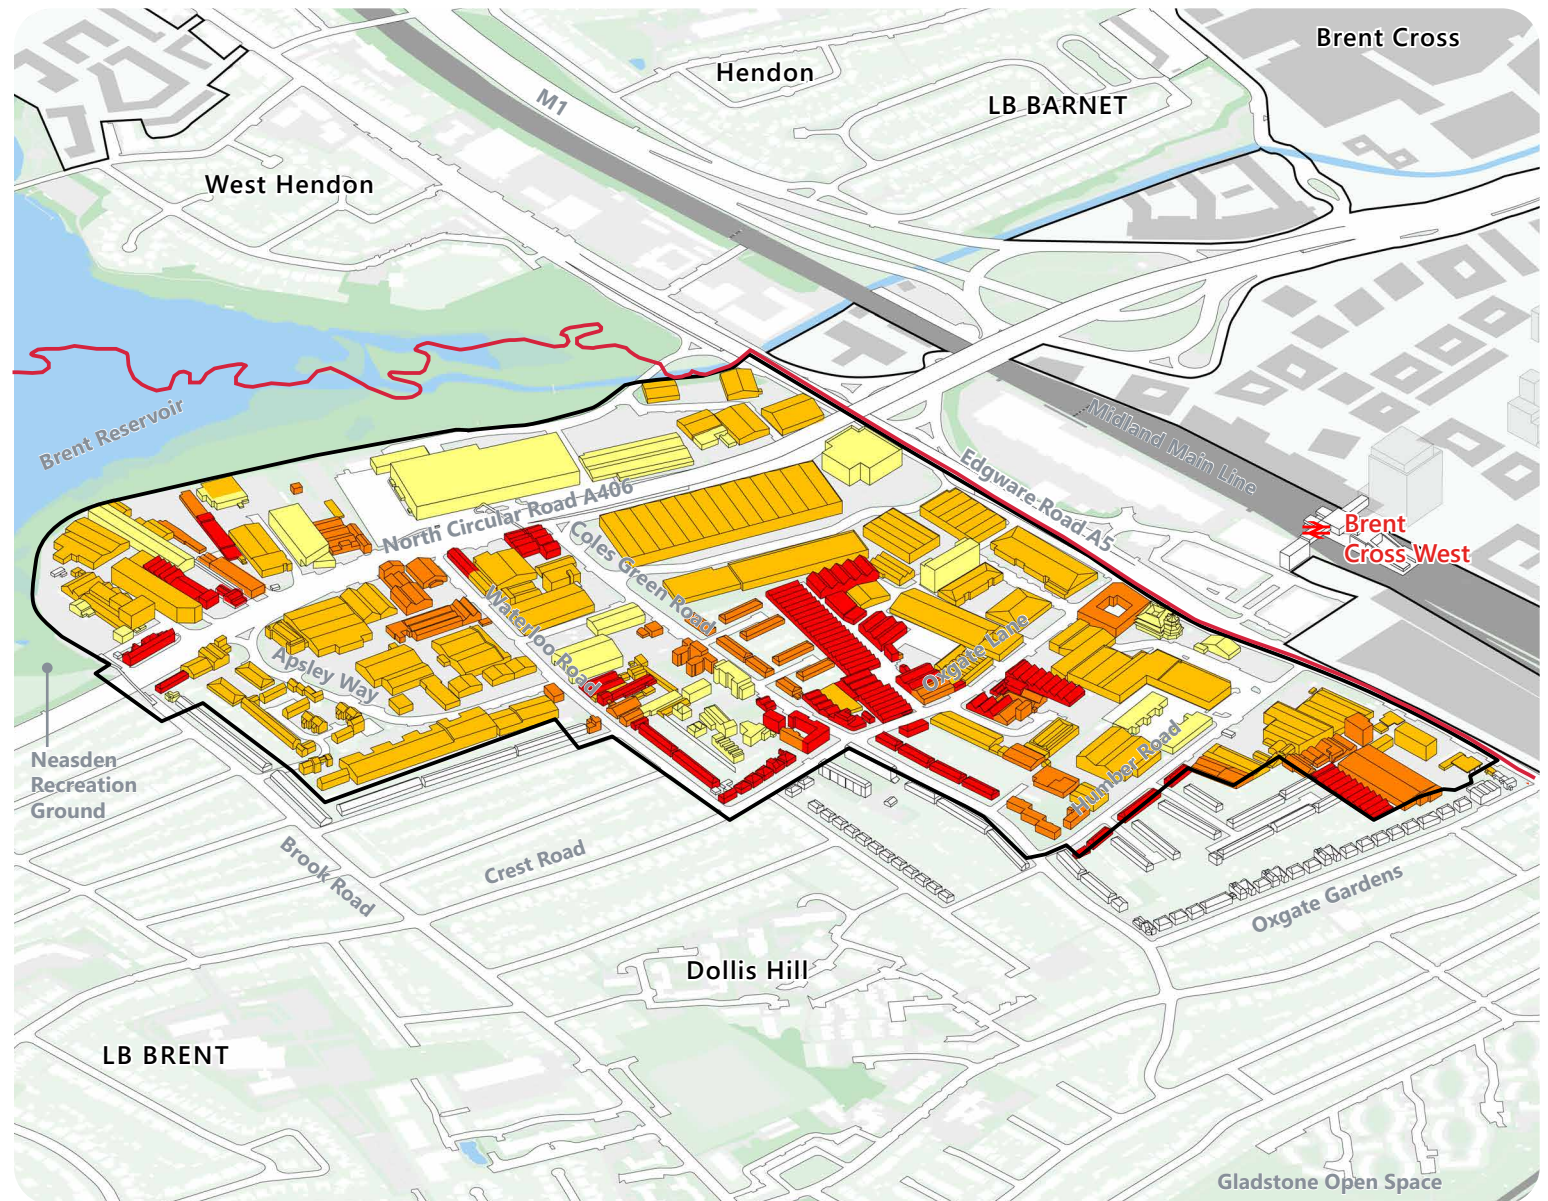 Brent Cross
Hendon
M1
LB BARNET
West Hendon
Brent Reservoir
Midland Main Line
Edgware Road A5
North Circular Road A406
Brent
Cross West
Coles Green Road
Waterloo Road
Oxgate Lane
Apsley Way
Humber Road
Neasden
Recreation
Ground
Brook Road
Crest Road
Oxgate Gardens
Dollis Hill
LB BRENT
Gladstone Open Space